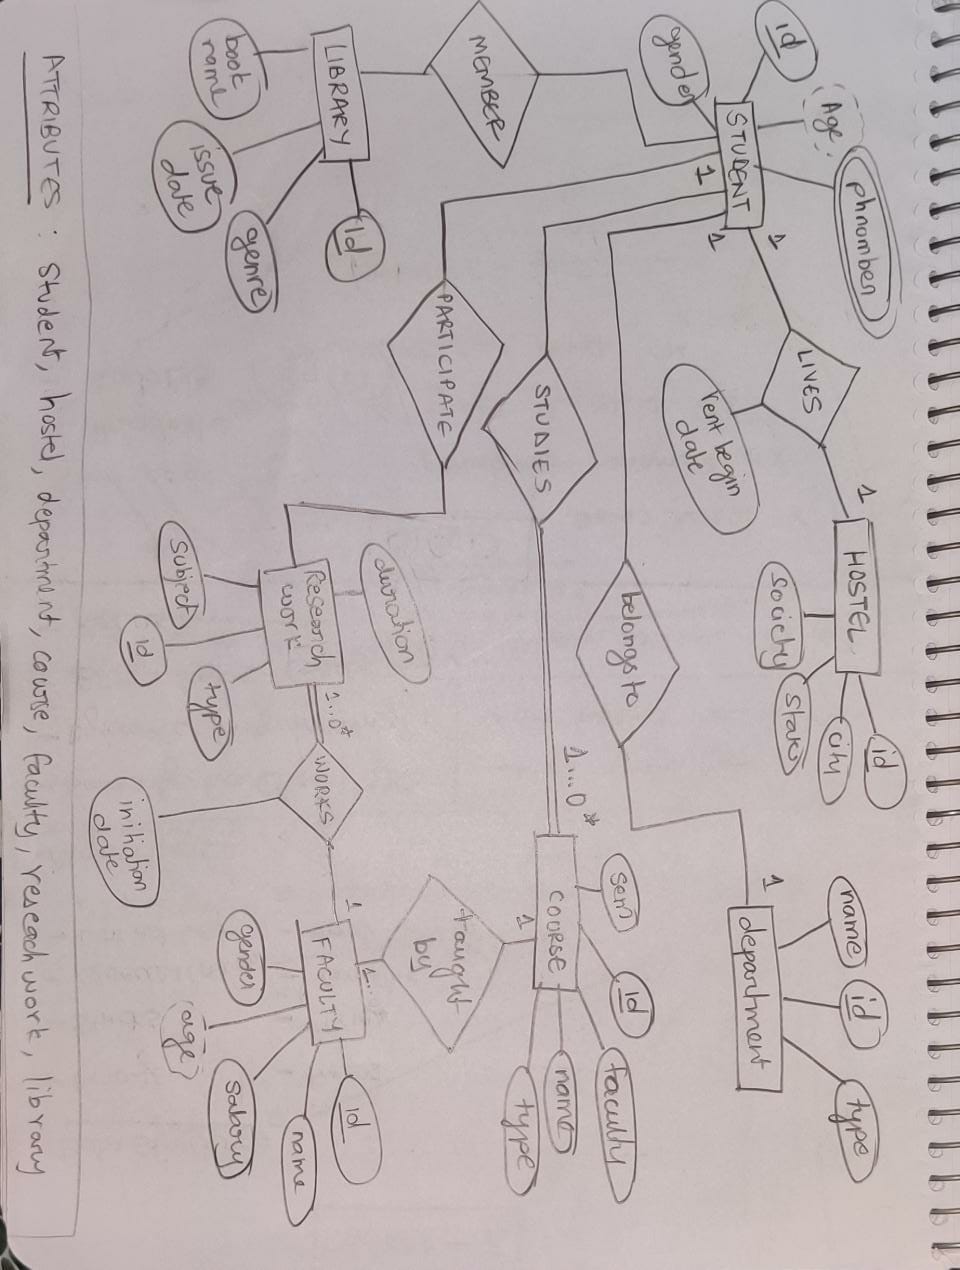 phnomber
Age
id
STUDENT
gender
1
1
1
LIVES
rent begin
date
1
HOSTEL
id
city
state
society
name
id
type
1
department
belongs to
STUDIES
1...0*
sem
id
faculty
name
type
COURSE
1
taught
by
1..
MEMBER
PARTICIPATE
LIBRARY
id
book
name
issue
date
genre
duration
Research
work
1..0*
subject
id
type
WORKS
initiation
date
1
FACULTY
id
name
gender
age
salary
ATTRIBUTES : Student, hostel, department, course, faculty, reseach work, library